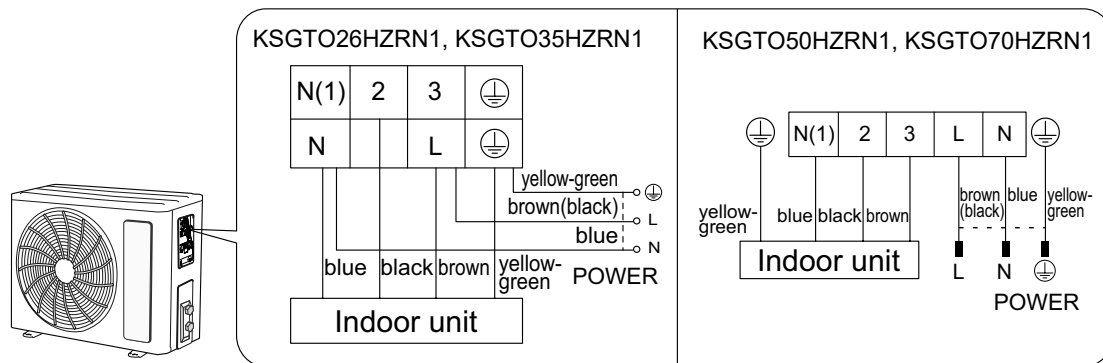 KSGTO26HZRN1, KSGTO35HZRN1
N(1) 2 3
N L
yellow-green
brown(black) L
blue N
POWER
blue black brown yellow-
green
Indoor unit
KSGTO50HZRN1, KSGTO70HZRN1
N(1) 2 3 L N
yellow-
green
blue black brown
brown
(black)
blue
yellow-
green
Indoor unit
L N
POWER